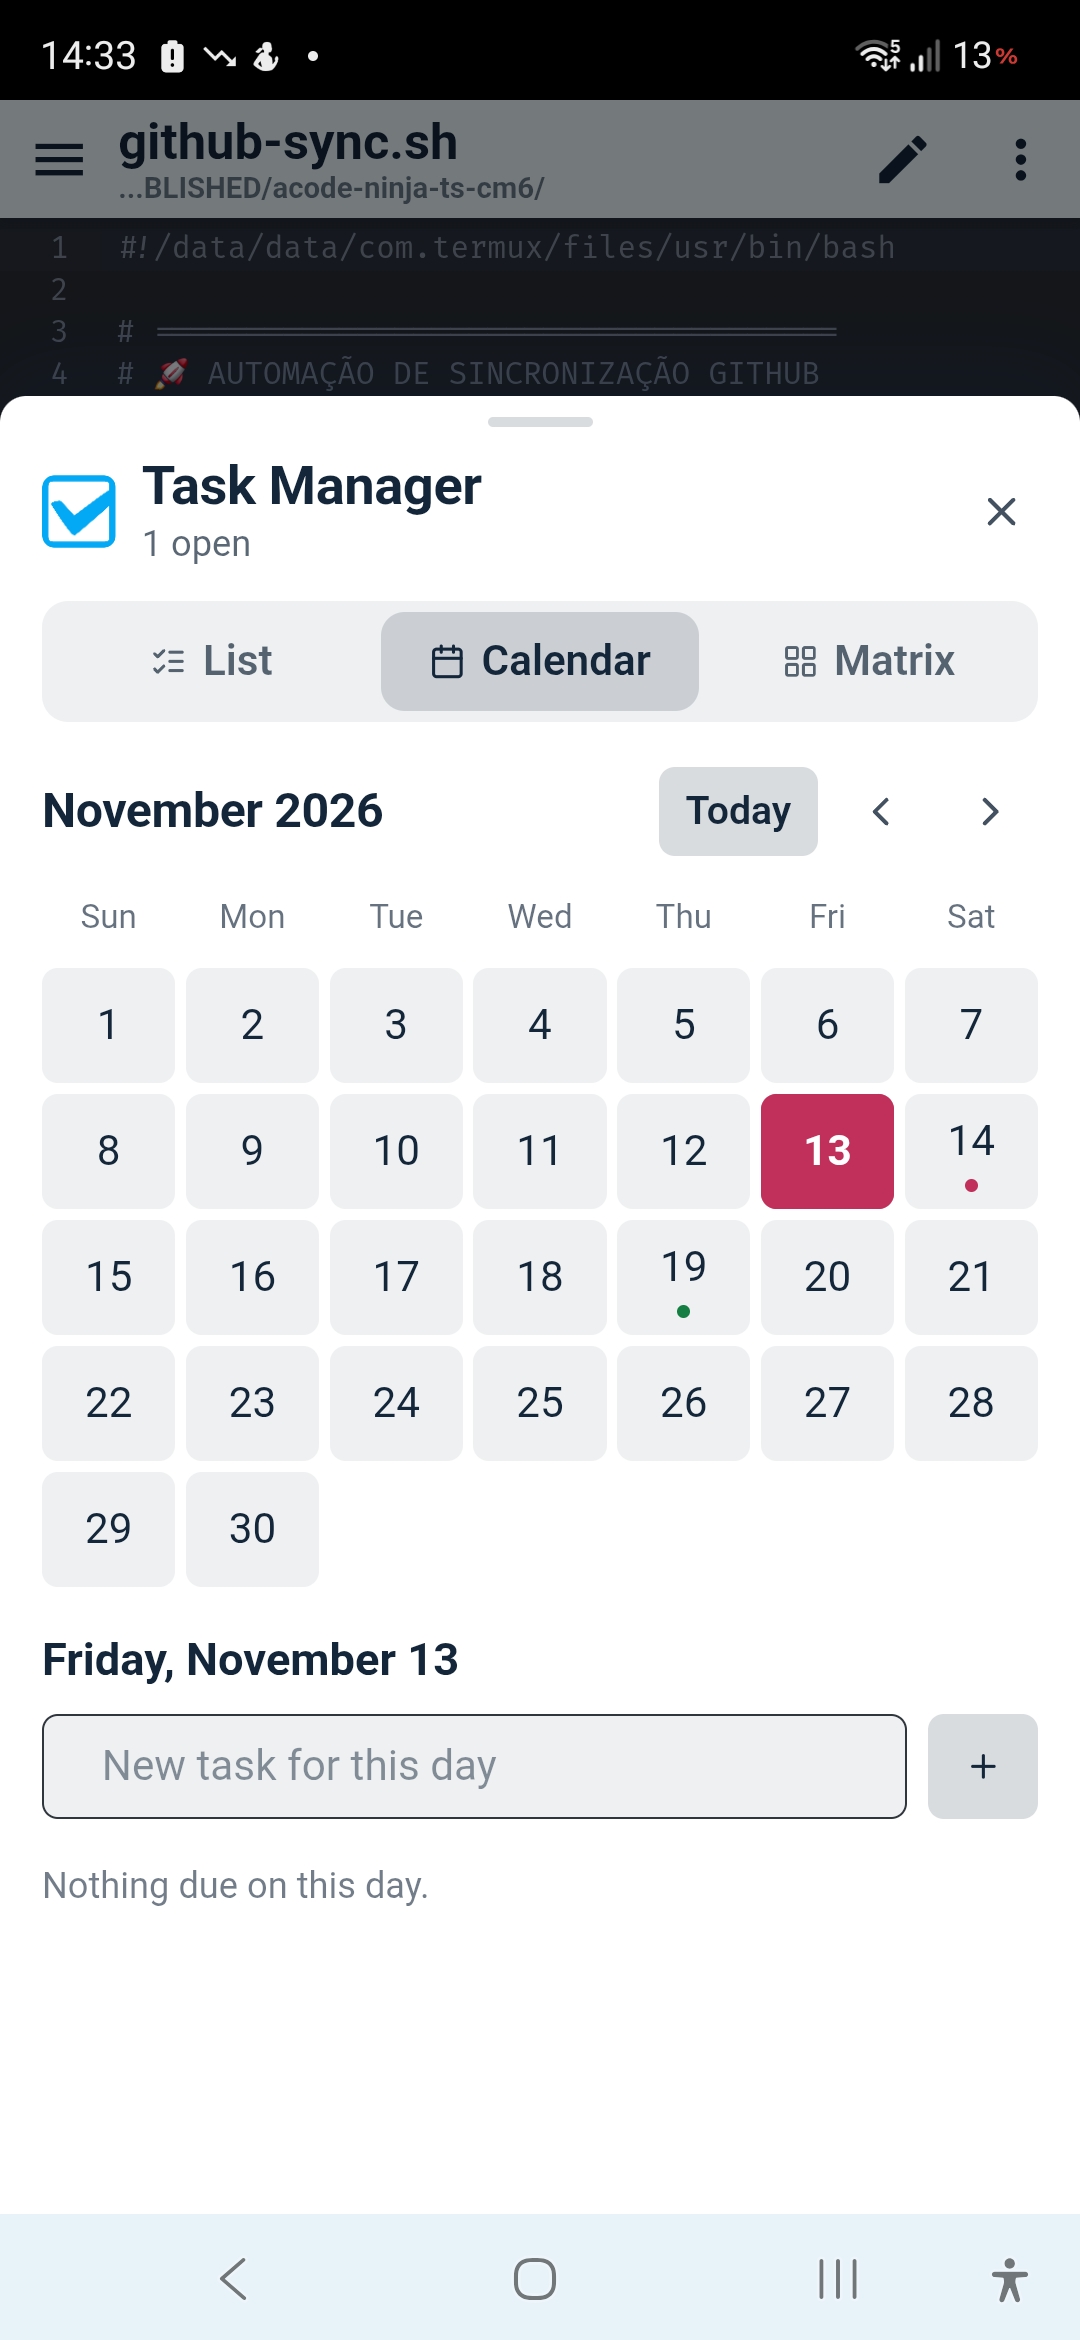 14:33
5
13%
github-sync.sh
...BLISHED/acode-ninja-ts-cm6/
1 #!/data/data/com.termux/files/usr/bin/bash
2
3 # ═════════════════════════════════════
4 # 🚀 AUTOMAÇÃO DE SINCRONIZAÇÃO GITHUB
Task Manager
1 open
List Calendar Matrix
November 2026 Today
Sun Mon Tue Wed Thu Fri Sat
1 2 3 4 5 6 7
8 9 10 11 12 13 14
15 16 17 18 19 20 21
22 23 24 25 26 27 28
29 30
Friday, November 13
New task for this day +
Nothing due on this day.